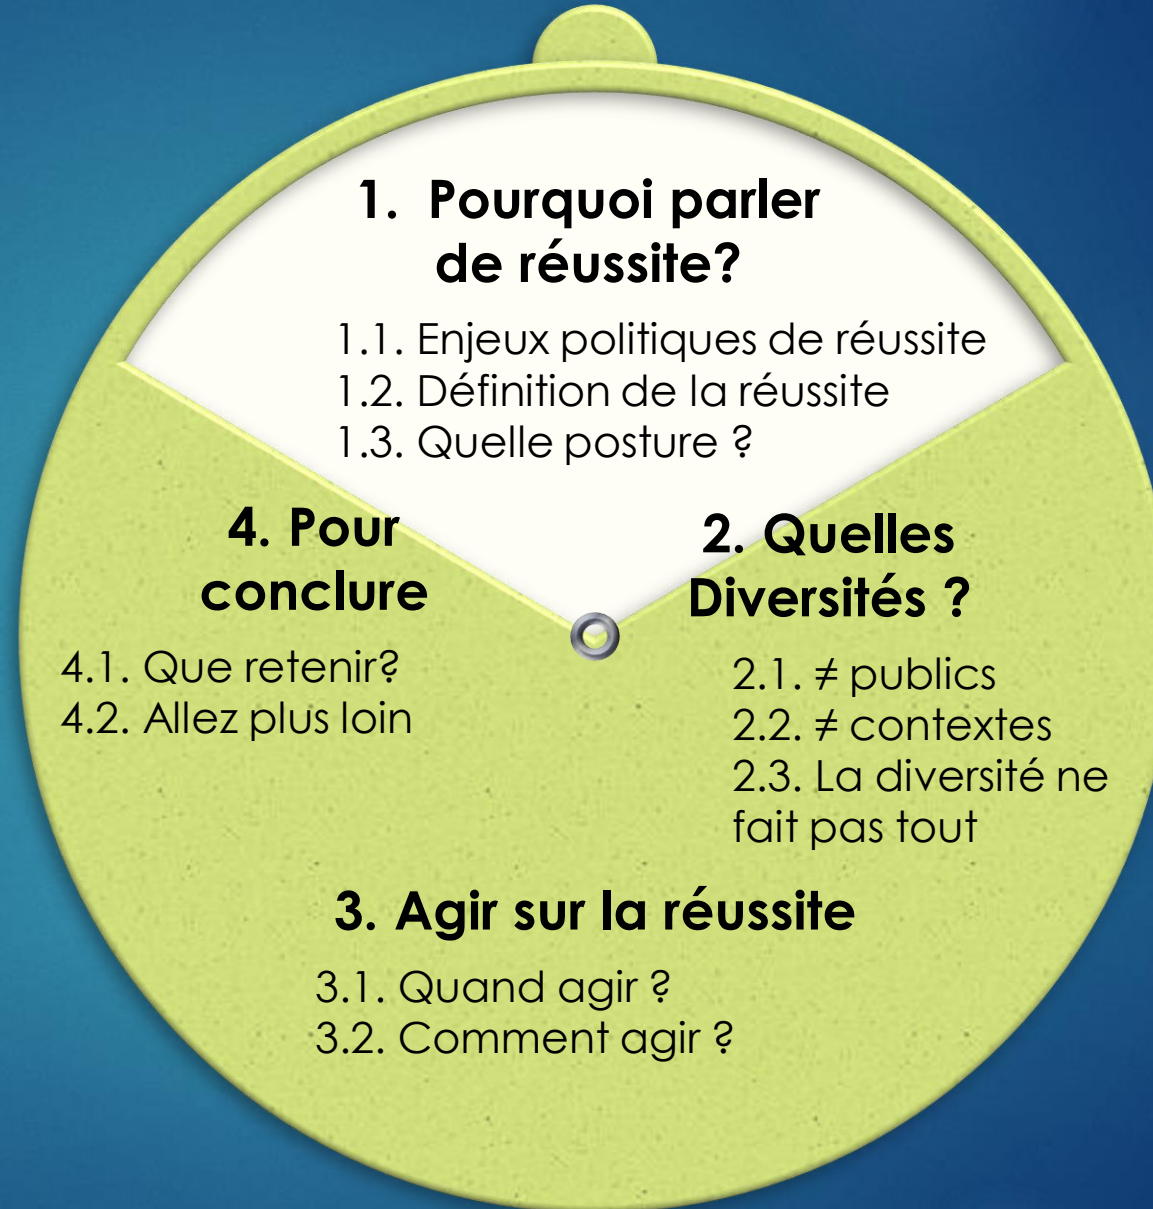 1. Pourquoi parler
de réussite?
1.1. Enjeux politiques de réussite
1.2. Définition de la réussite
1.3. Quelle posture ?
2. Quelles
Diversités ?
2.1. ≠ publics
2.2. ≠ contextes
2.3. La diversité ne
fait pas tout
3. Agir sur la réussite
3.1. Quand agir ?
3.2. Comment agir ?
4. Pour
conclure
4.1. Que retenir?
4.2. Allez plus loin